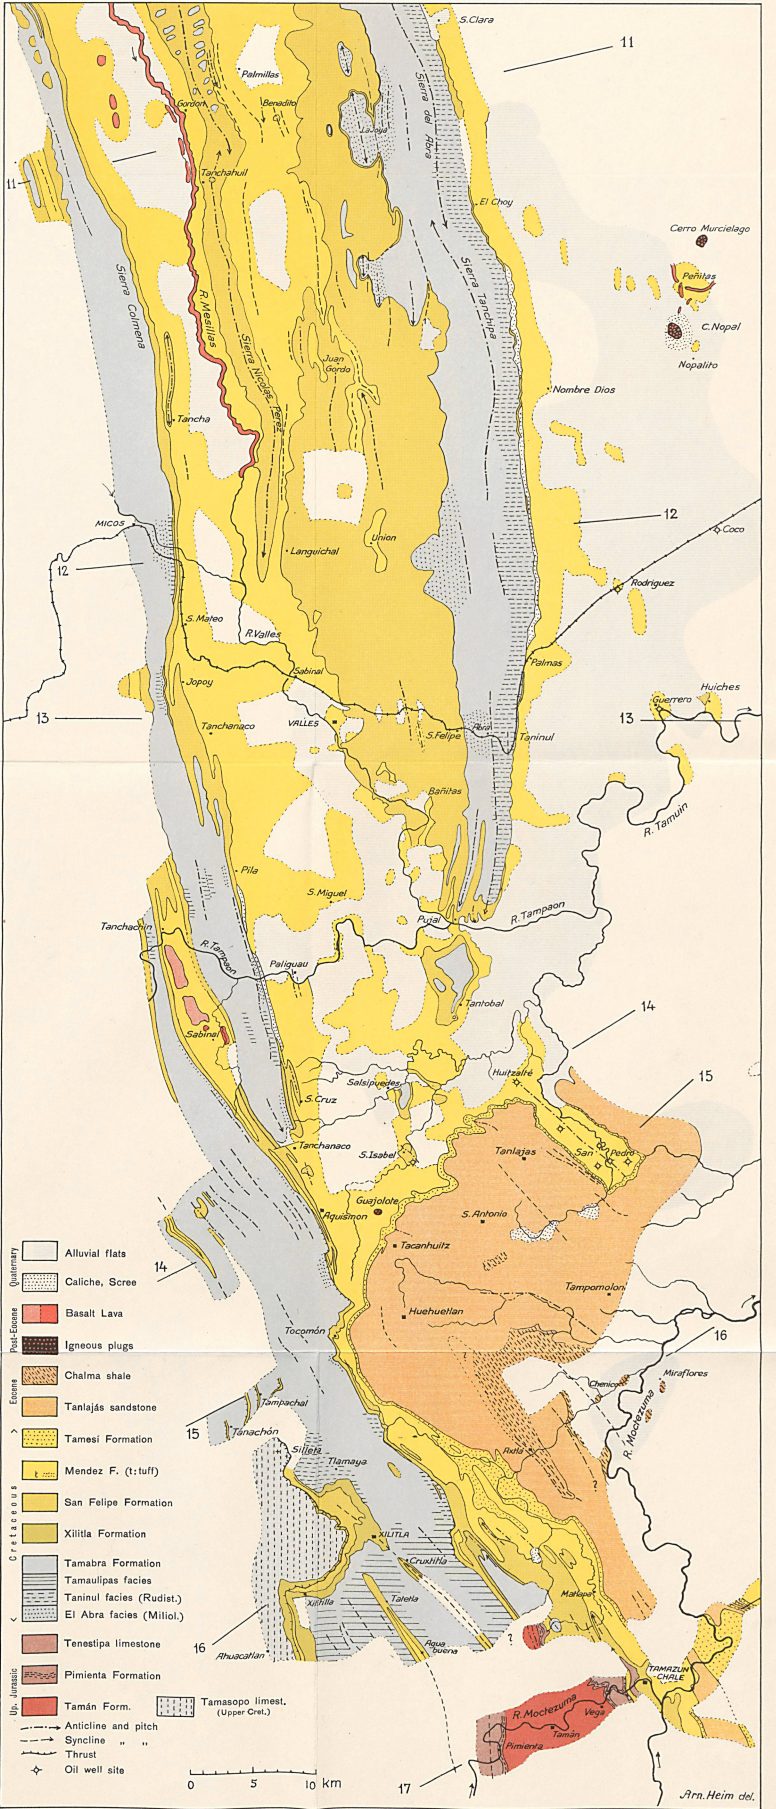 S. Clara
11
Palmillas
Sierra del Abra
Gordon
Benadito
La Joya
Tanchahuil
11
El Choy
Cerro Murcielago
Sierra Colmena
R. Mesillas
Sierra Tanchipa
Peñitas
C. Nopal
Sierra Nicolas Perez
Juan Gordo
Nopalito
Nombre Dios
Tancha
12
MICOS
Coco
Union
Languichal
12
Rodriguez
S. Mateo
R. Valles
Sabinal
Palmas
Jopoy
Guerrero
Huiches
13
VALLES
13
Tanchanaco
S. Felipe
Abra
Taninul
Bañitas
R. Tamuin
Pila
S. Miguel
Pujal
R. Tampaon
Tanchachin
R. Tampaon
Paliguau
Tantobal
14
Sabinal
Huitzalté
15
Salsipuedes
S. Cruz
Tanchanaco
S. Isabel
Tanlajas
San Pedro
Guajolote
Aquismon
S. Antonio
Tacanhuitz
14
Tampomolon
Huehuetlan
Tocomón
16
Chenicop
Miraflores
Tampachal
15
Tanachón
R. Moctezuma
Silleta
Tlamaya
Axtla
?
?
XILITLA
Cruxtitla
Xilitilla
Tatetla
Matlapa
16
Ahuacatlan
Agua buena
?
TAMAZUN CHALE
R. Moctezuma
Vega
Tamán
Pimienta
17
Quaternary
Alluvial flats
Caliche, Scree
Post-Eocene
Basalt Lava
Igneous plugs
Eocene
Chalma shale
Tanlajás sandstone
Cretaceous
Tamesí Formation
Mendez F. (t:tuff)
San Felipe Formation
Xilitla Formation
Tamabra Formation
Tamaulipas facies
Taninul facies (Rudist.)
El Abra facies (Miliol.)
Up. Jurassic
Tenestipa limestone
Pimienta Formation
Tamán Form.
Tamasopo limest.
(Upper Cret.)
Anticline and pitch
Syncline " "
Thrust
Oil well site
0 5 10 km
Arn. Heim del.